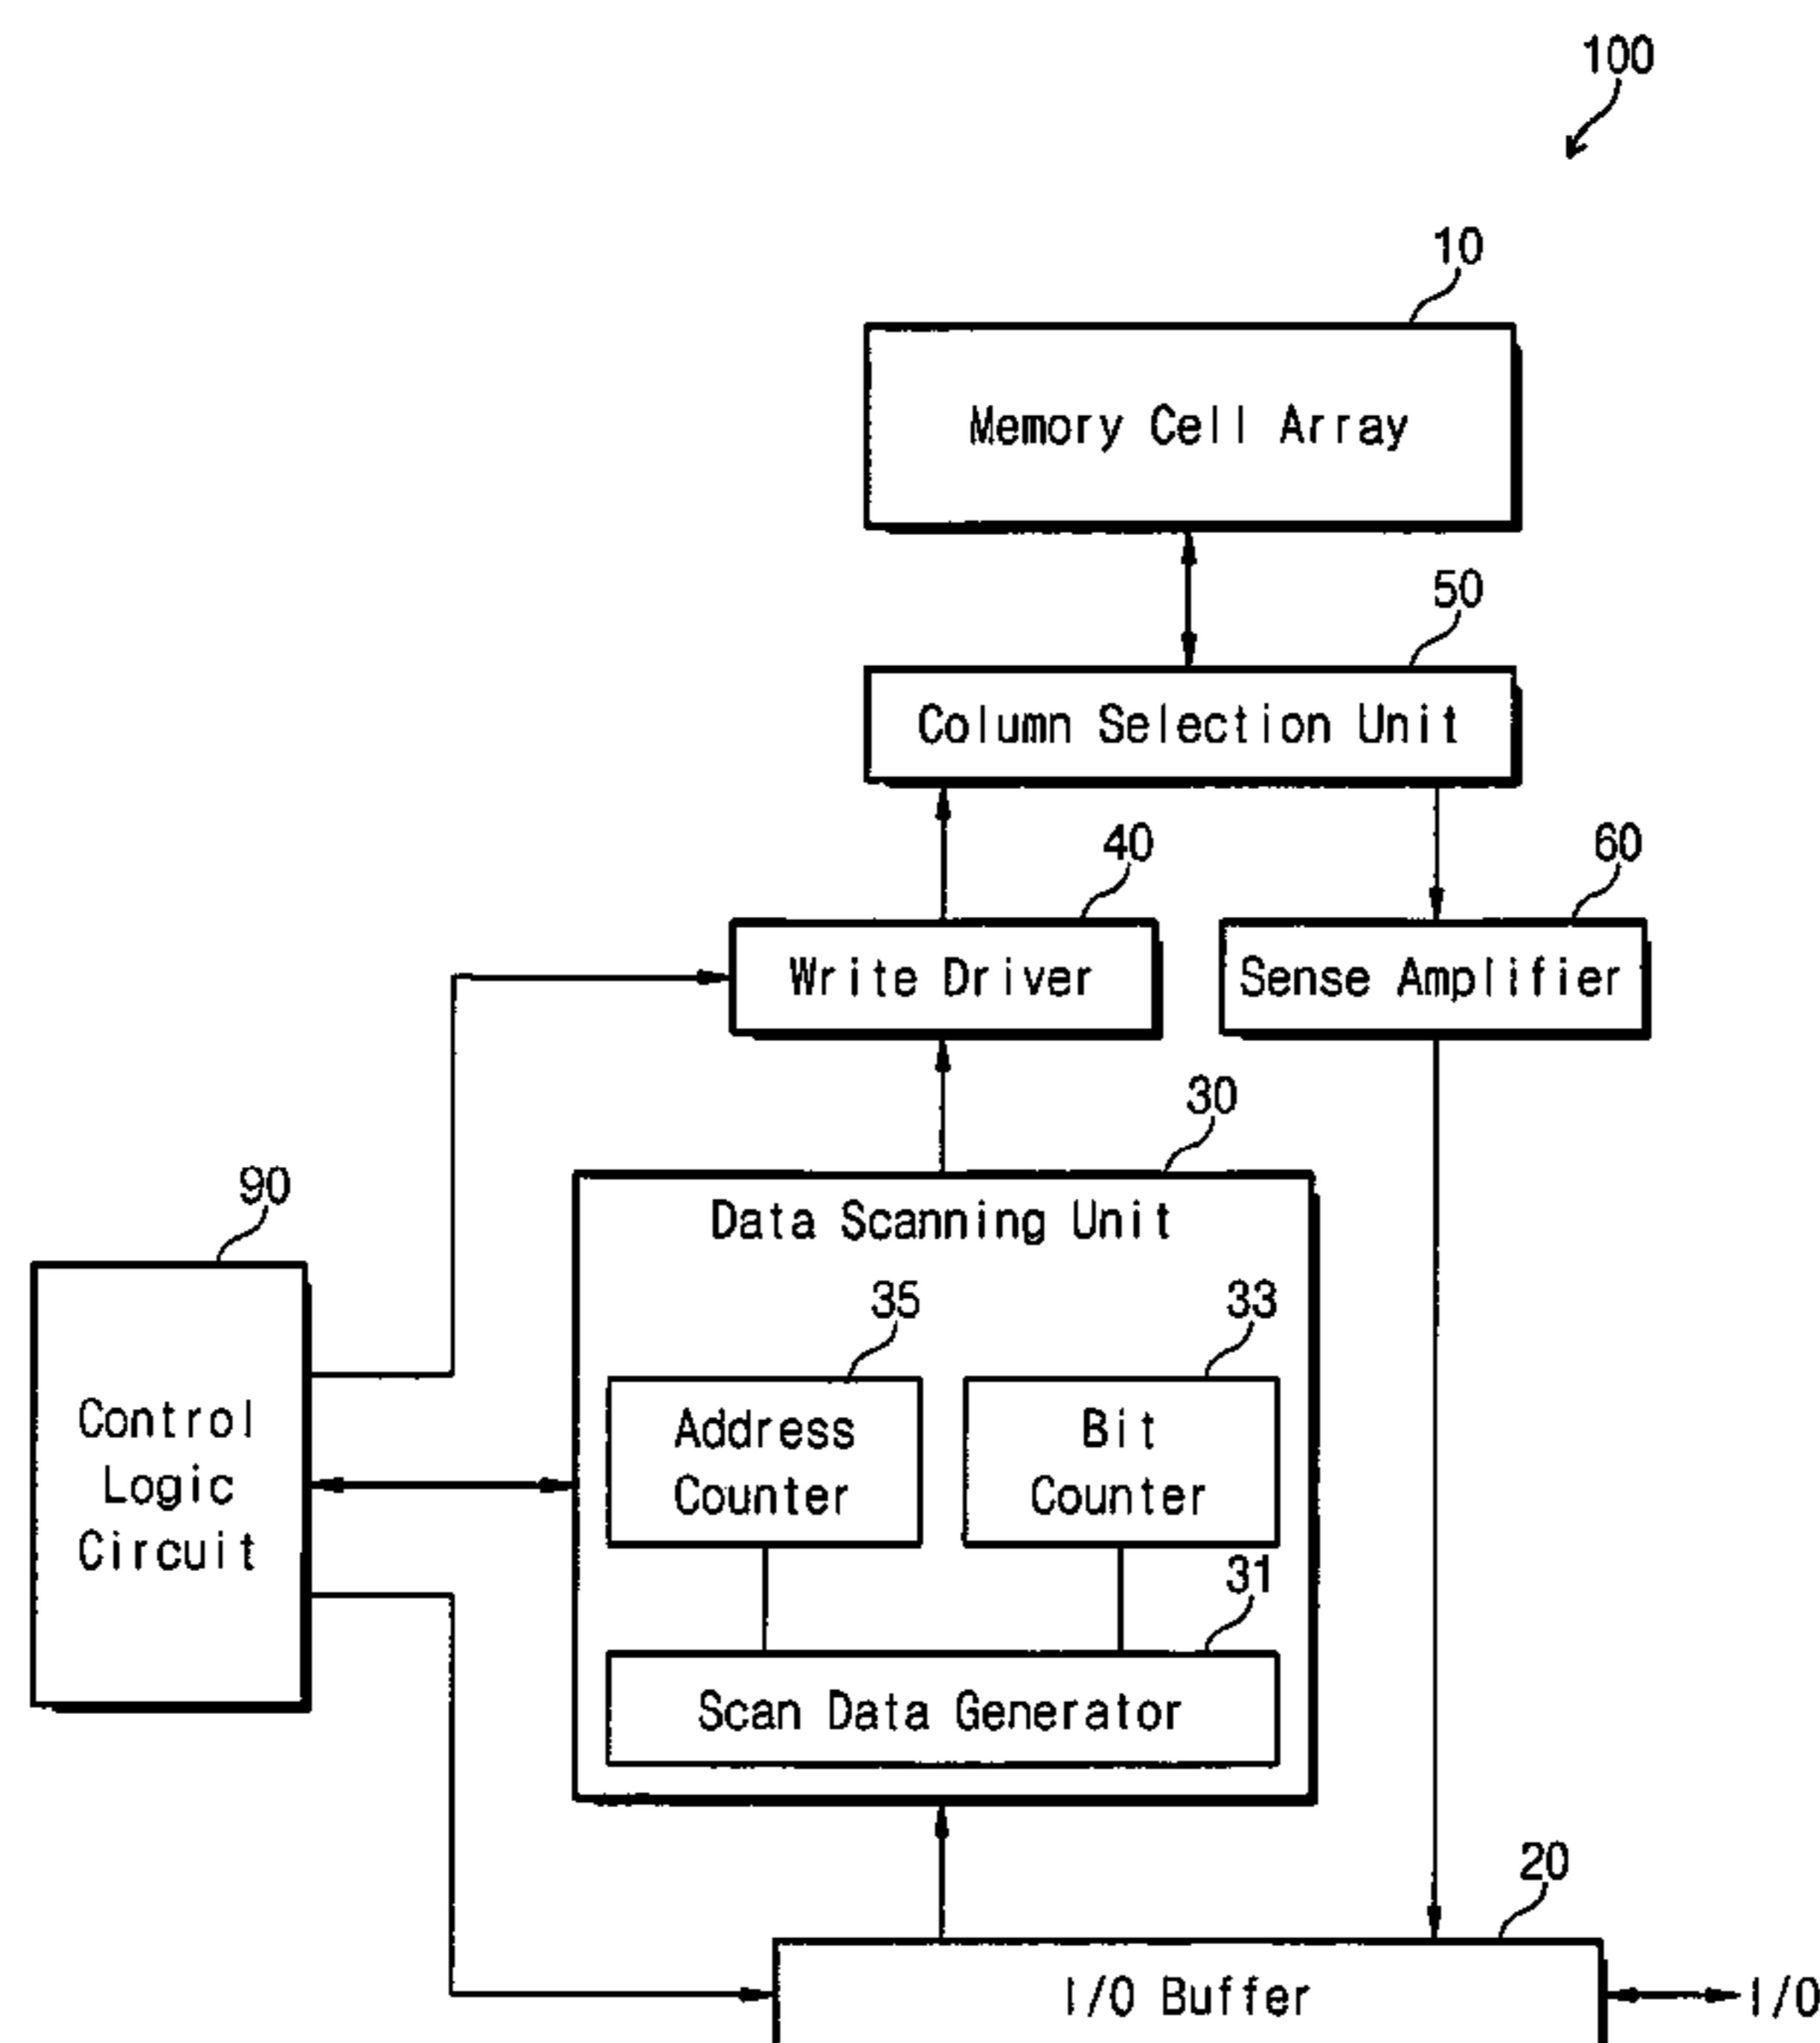 100
10
Memory Cell Array
50
Column Selection Unit
40
60
Write Driver
Sense Amplifier
30
90
Data Scanning Unit
35
33
Address
Counter
Bit
Counter
Control
Logic
Circuit
31
Scan Data Generator
20
I/O Buffer
I/O